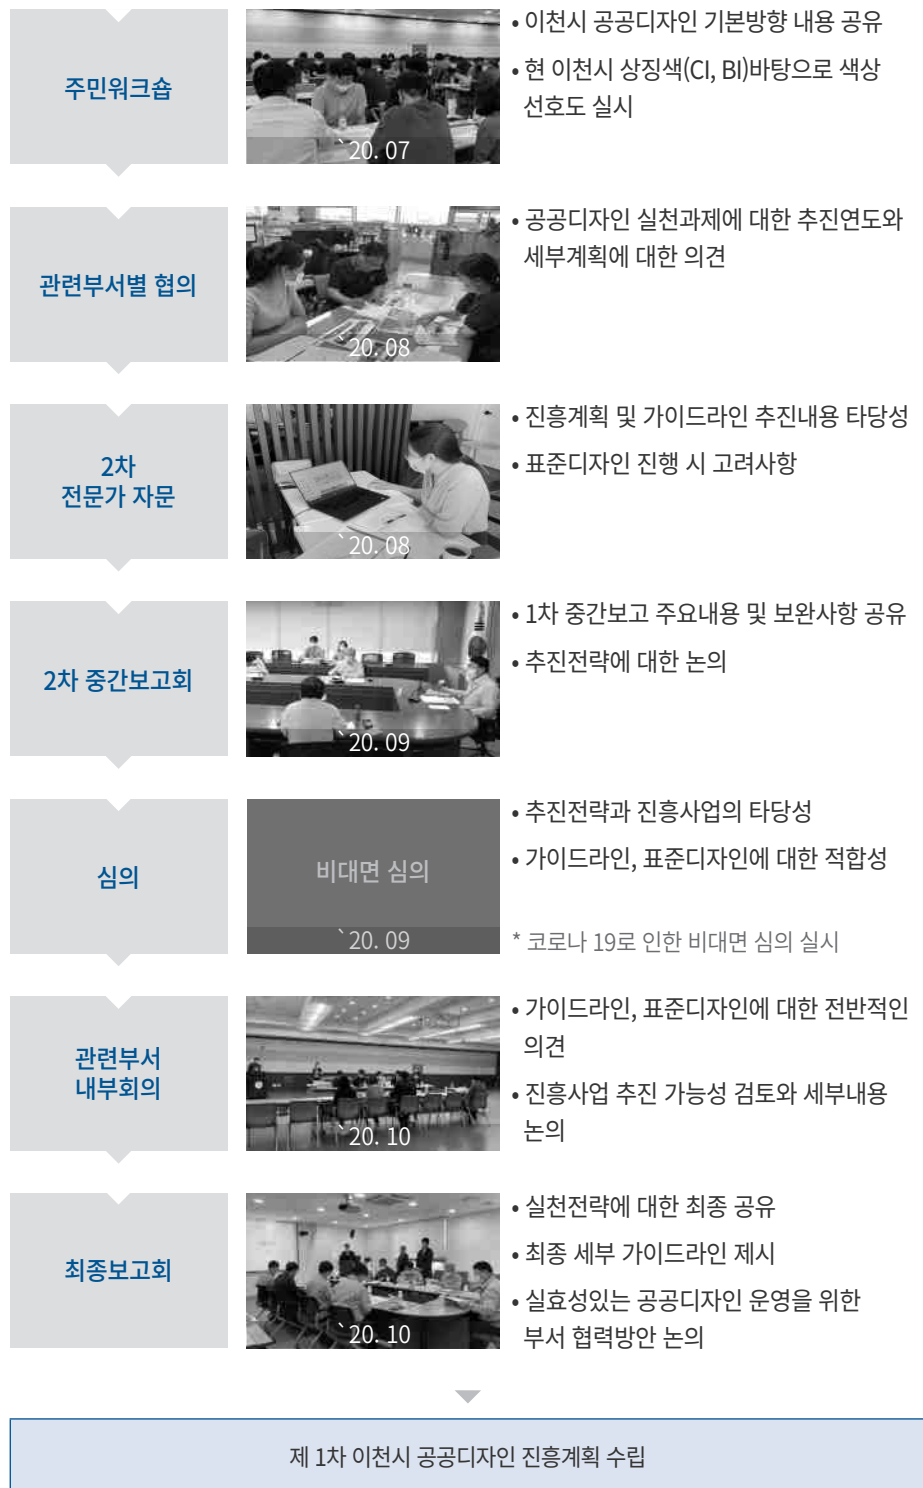 주민워크숍
`20. 07
• 이천시 공공디자인 기본방향 내용 공유
• 현 이천시 상징색(CI, BI)바탕으로 색상
선호도 실시
관련부서별 협의
`20. 08
• 공공디자인 실천과제에 대한 추진연도와
세부계획에 대한 의견
2차
전문가 자문
`20. 08
• 진흥계획 및 가이드라인 추진내용 타당성
• 표준디자인 진행 시 고려사항
2차 중간보고회
`20. 09
• 1차 중간보고 주요내용 및 보완사항 공유
• 추진전략에 대한 논의
심의
비대면 심의
`20. 09
• 추진전략과 진흥사업의 타당성
• 가이드라인, 표준디자인에 대한 적합성
* 코로나 19로 인한 비대면 심의 실시
관련부서
내부회의
`20. 10
• 가이드라인, 표준디자인에 대한 전반적인
의견
• 진흥사업 추진 가능성 검토와 세부내용
논의
최종보고회
`20. 10
• 실천전략에 대한 최종 공유
• 최종 세부 가이드라인 제시
• 실효성있는 공공디자인 운영을 위한
부서 협력방안 논의
제 1차 이천시 공공디자인 진흥계획 수립